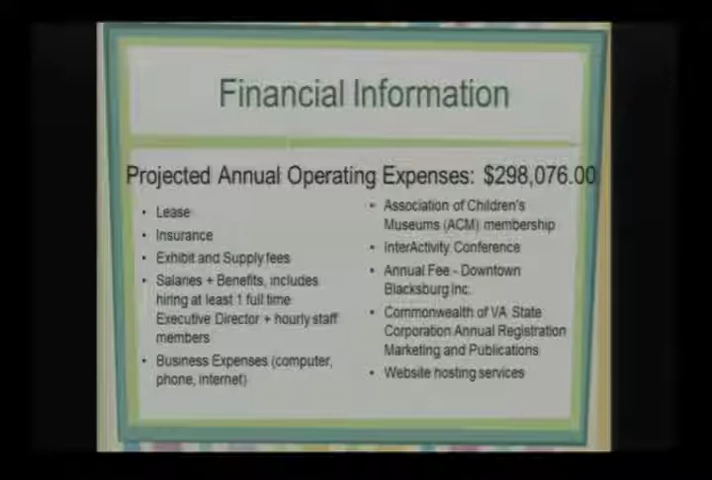 Financial Information
Projected Annual Operating Expenses: $298,076.00
• Lease
• Insurance
• Exhibit and Supply fees
• Salaries + Benefits, includes
hiring at least 1 full time
Executive Director + hourly staff
members
• Business Expenses (computer,
phone, internet)
• Association of Children's
Museums (ACM) membership
• InterActivity Conference
• Annual Fee - Downtown
Blacksburg Inc.
• Commonwealth of VA State
Corporation Annual Registration
Marketing and Publications
• Website hosting services